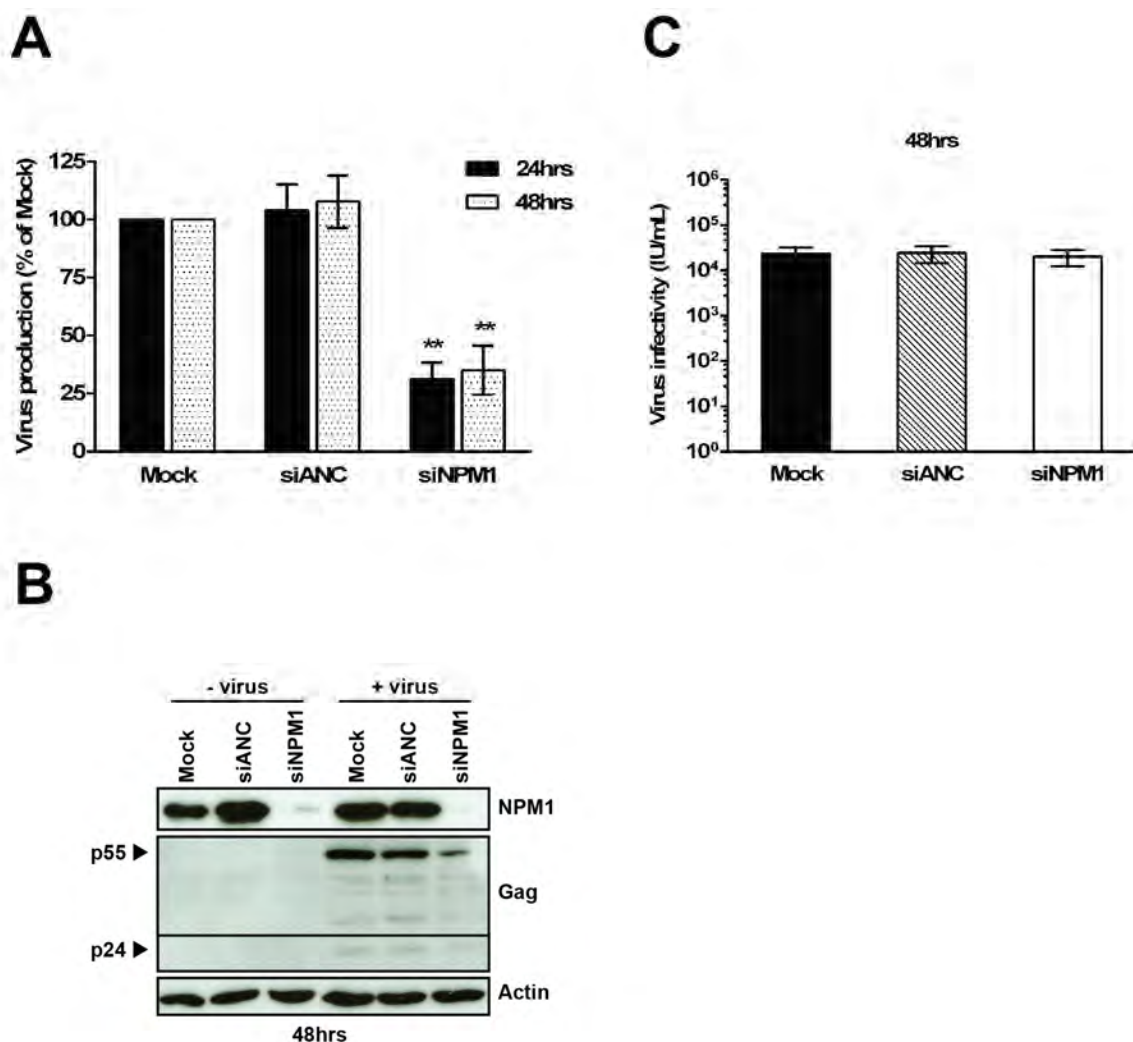 A
Virus production (% of Mock)
125
100
75
50
25
0
24hrs
48hrs
**
**
Mock
siANC
siNPM1
C
48hrs
Virus infectivity (IU/mL)
10⁶
10⁵
10⁴
10³
10²
10¹
10⁰
Mock
siANC
siNPM1
B
- virus
+ virus
Mock
siANC
siNPM1
Mock
siANC
siNPM1
NPM1
p55
Gag
p24
Actin
48hrs